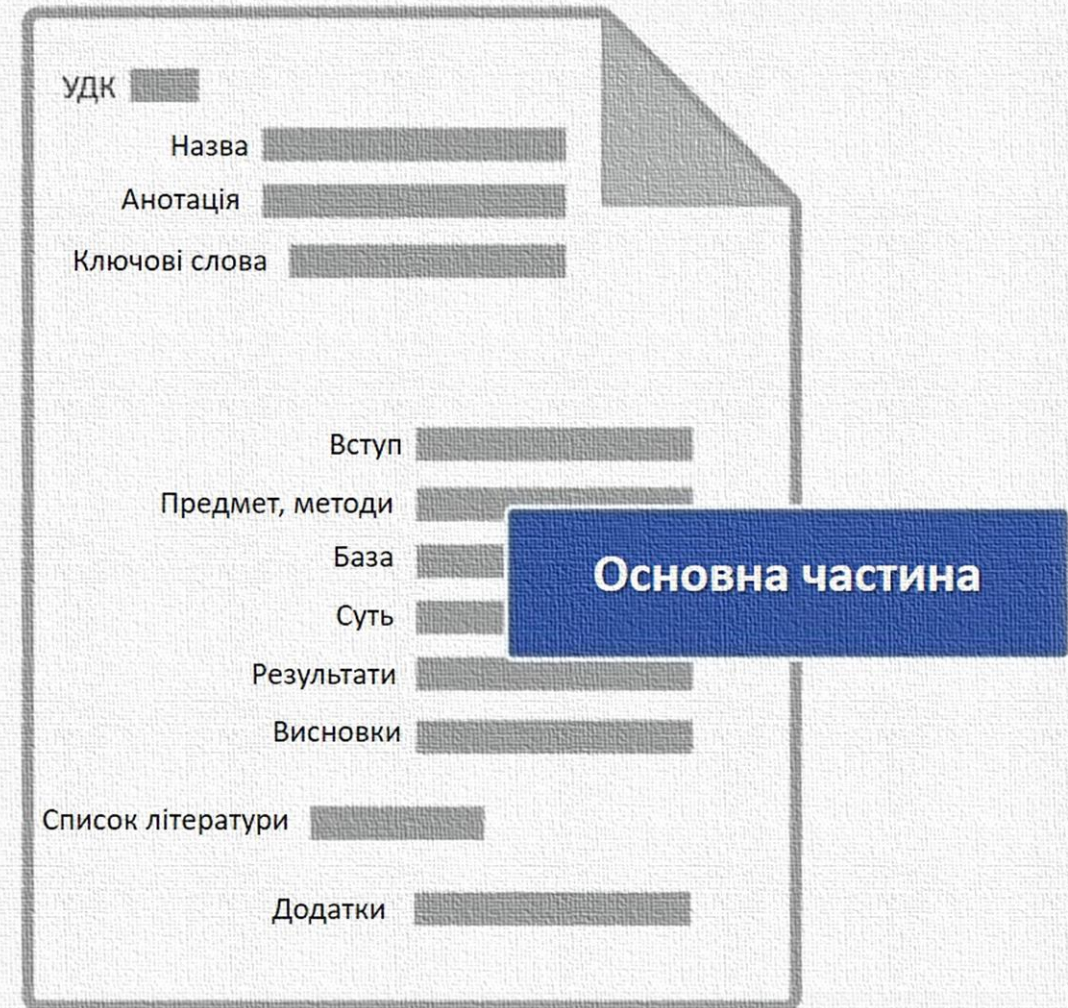 УДК
Назва
Анотація
Ключові слова
Вступ
Предмет, методи
База
Основна частина
Суть
Результати
Висновки
Список літератури
Додатки